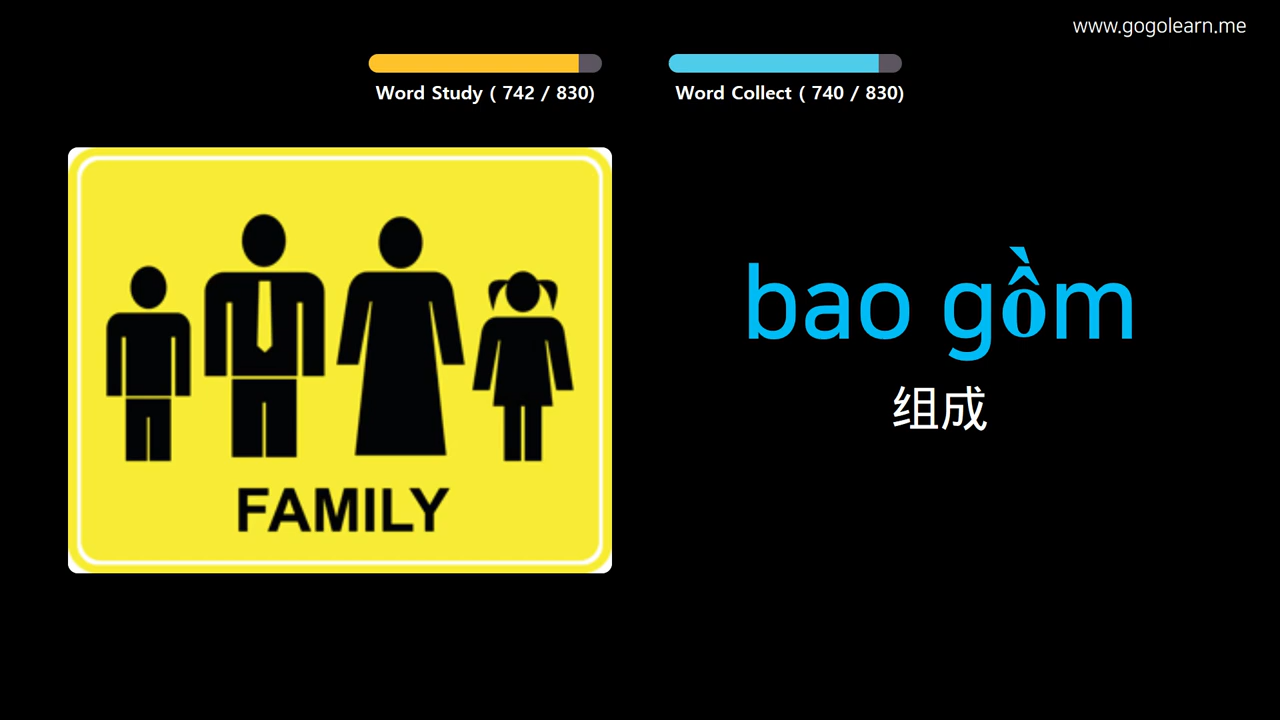 www.gogolearn.me
Word Study ( 742 / 830)
Word Collect ( 740 / 830)
FAMILY
bao gồm
组成